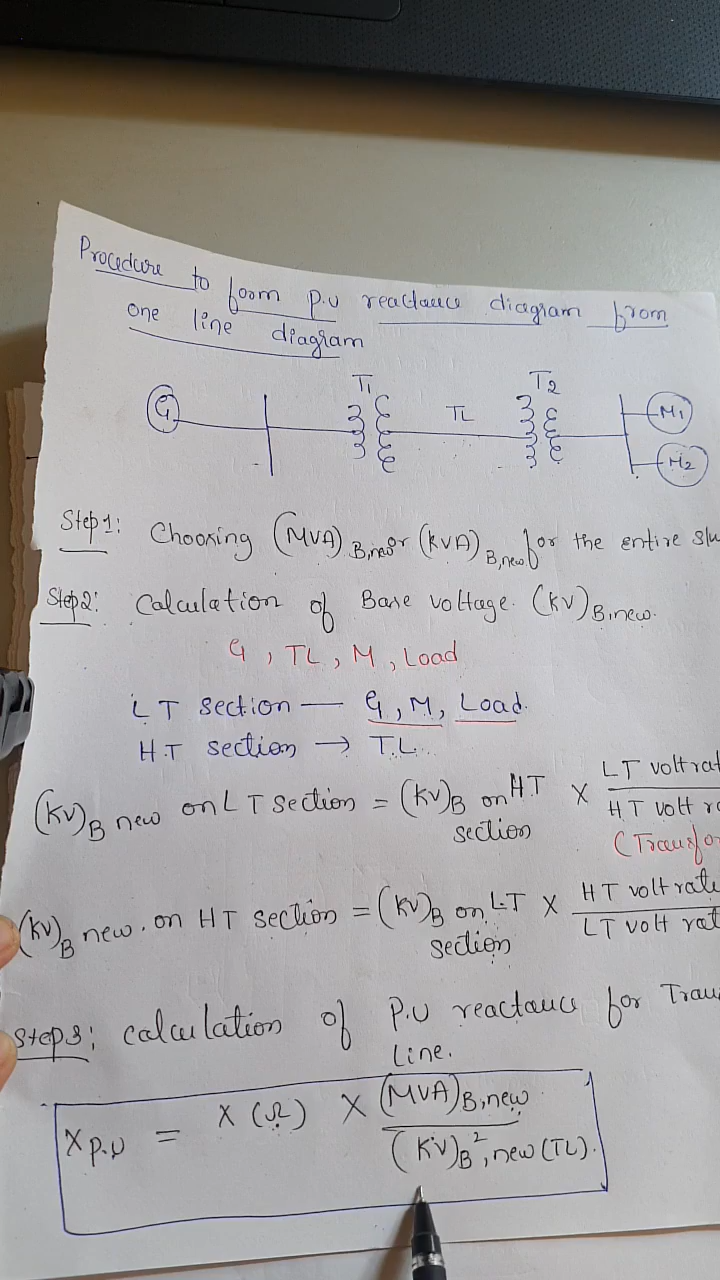 Procedure to form p.u reactance diagram from
one line diagram
G T1 TL T2 M1
M2
Step1: Choosing (MVA)B,new or (KVA)B,new for the entire
Step2: Calculation of Base voltage. (KV)B,new.
G, TL, M, Load
LT section — G, M, Load.
H.T section → T.L.
(KV)B new on LT section = (KV)B on HT section × LT volt rat / HT volt ra
(Transfo
(KV)B new. on HT section = (KV)B on LT section × HT volt rat / LT volt rat
Step3: calculation of P.U reactance for Tran
Line.
X P.U = X (Ω) × (MVA)B,new / (KV)B²,new (TL).